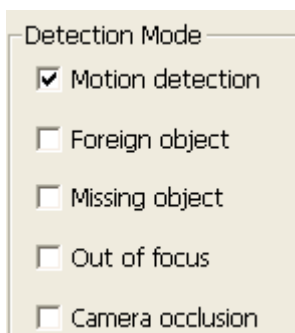 Detection Mode
Motion detection
Foreign object
Missing object
Out of focus
Camera occlusion